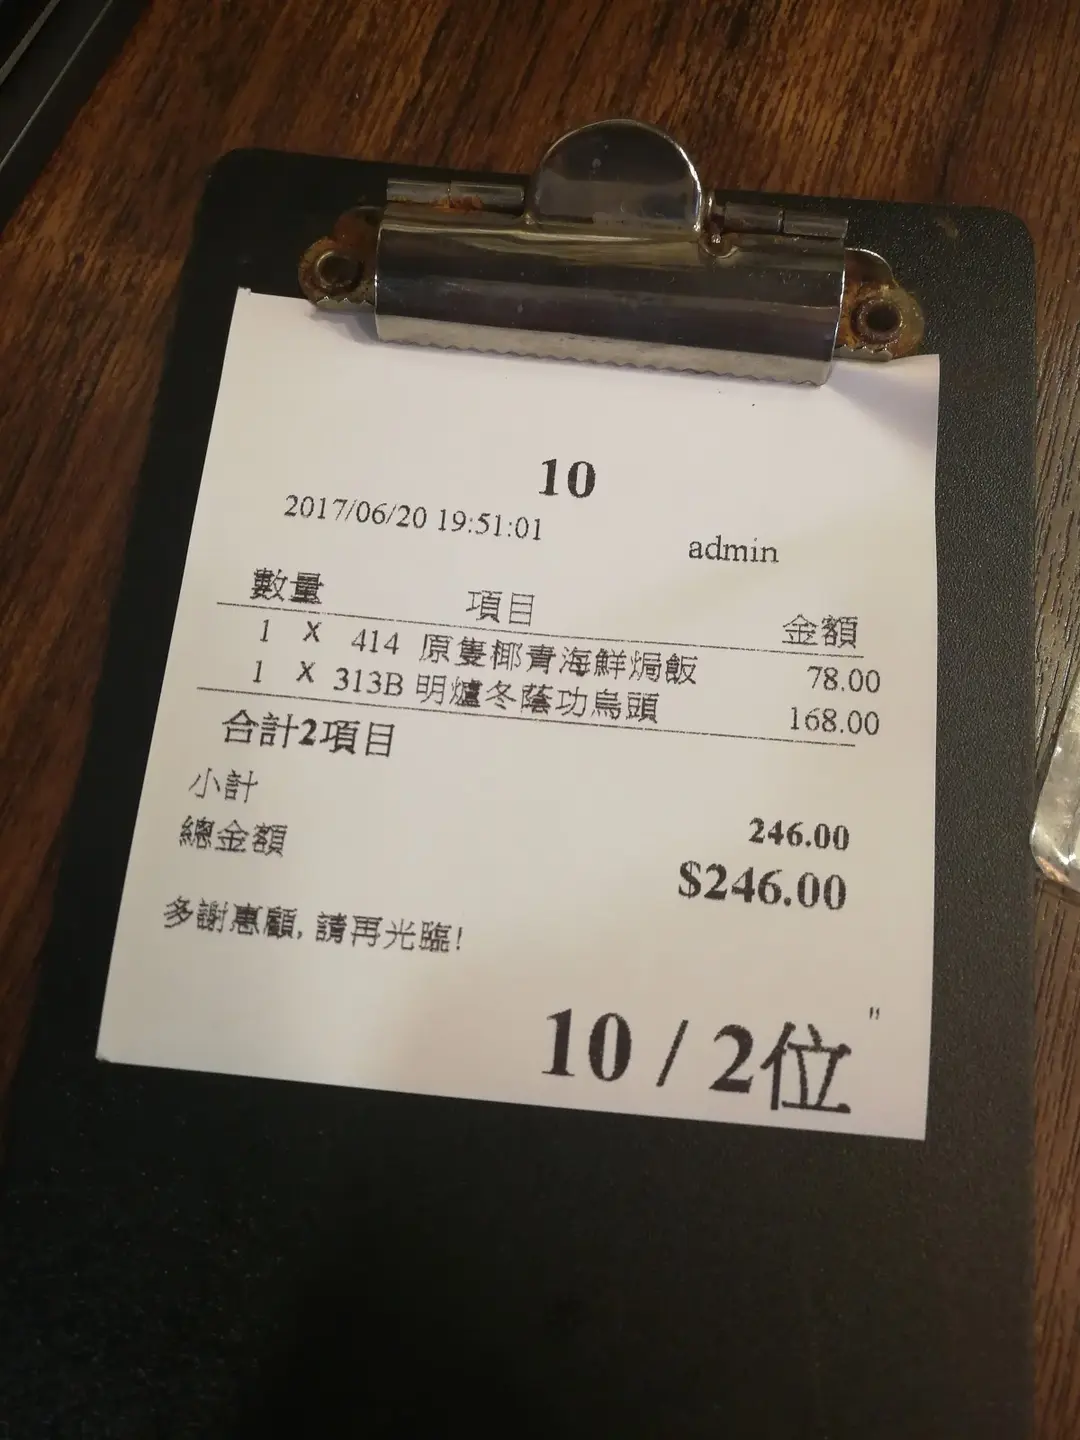 10
2017/06/20 19:51:01 admin
數量 項目 金額
1 X 414 原隻椰青海鮮焗飯 78.00
1 X 313B 明爐冬蔭功烏頭 168.00
合計2項目
小計 246.00
總金額 $246.00
多謝惠顧, 請再光臨!
10 / 2位"